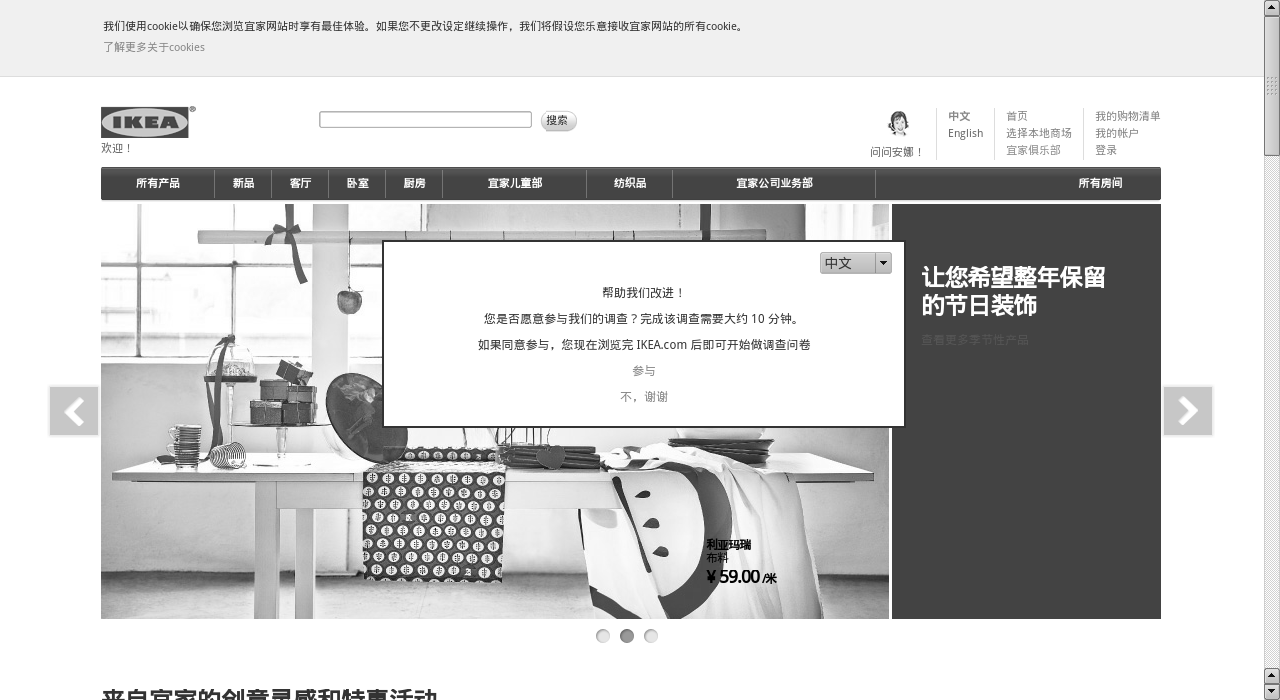 我们使用cookie以确保您浏览宜家网站时享有最佳体验。如果您不更改设定继续操作，我们将假设您乐意接收宜家网站的所有cookie。
了解更多关于cookies
IKEA®
欢迎！
搜索
问问安娜！
中文
English
首页
选择本地商场
宜家俱乐部
我的购物清单
我的帐户
登录
所有产品 新品 客厅 卧室 厨房 宜家儿童部 纺织品 宜家公司业务部 所有房间
中文
帮助我们改进！
您是否愿意参与我们的调查？完成该调查需要大约 10 分钟。
如果同意参与，您现在浏览完 IKEA.com 后即可开始做调查问卷
参与
不，谢谢
让您希望整年保留
的节日装饰
查看更多季节性产品
利亚玛瑞
布料
¥ 59.00 /米
来自宜家的创意灵感和特惠活动